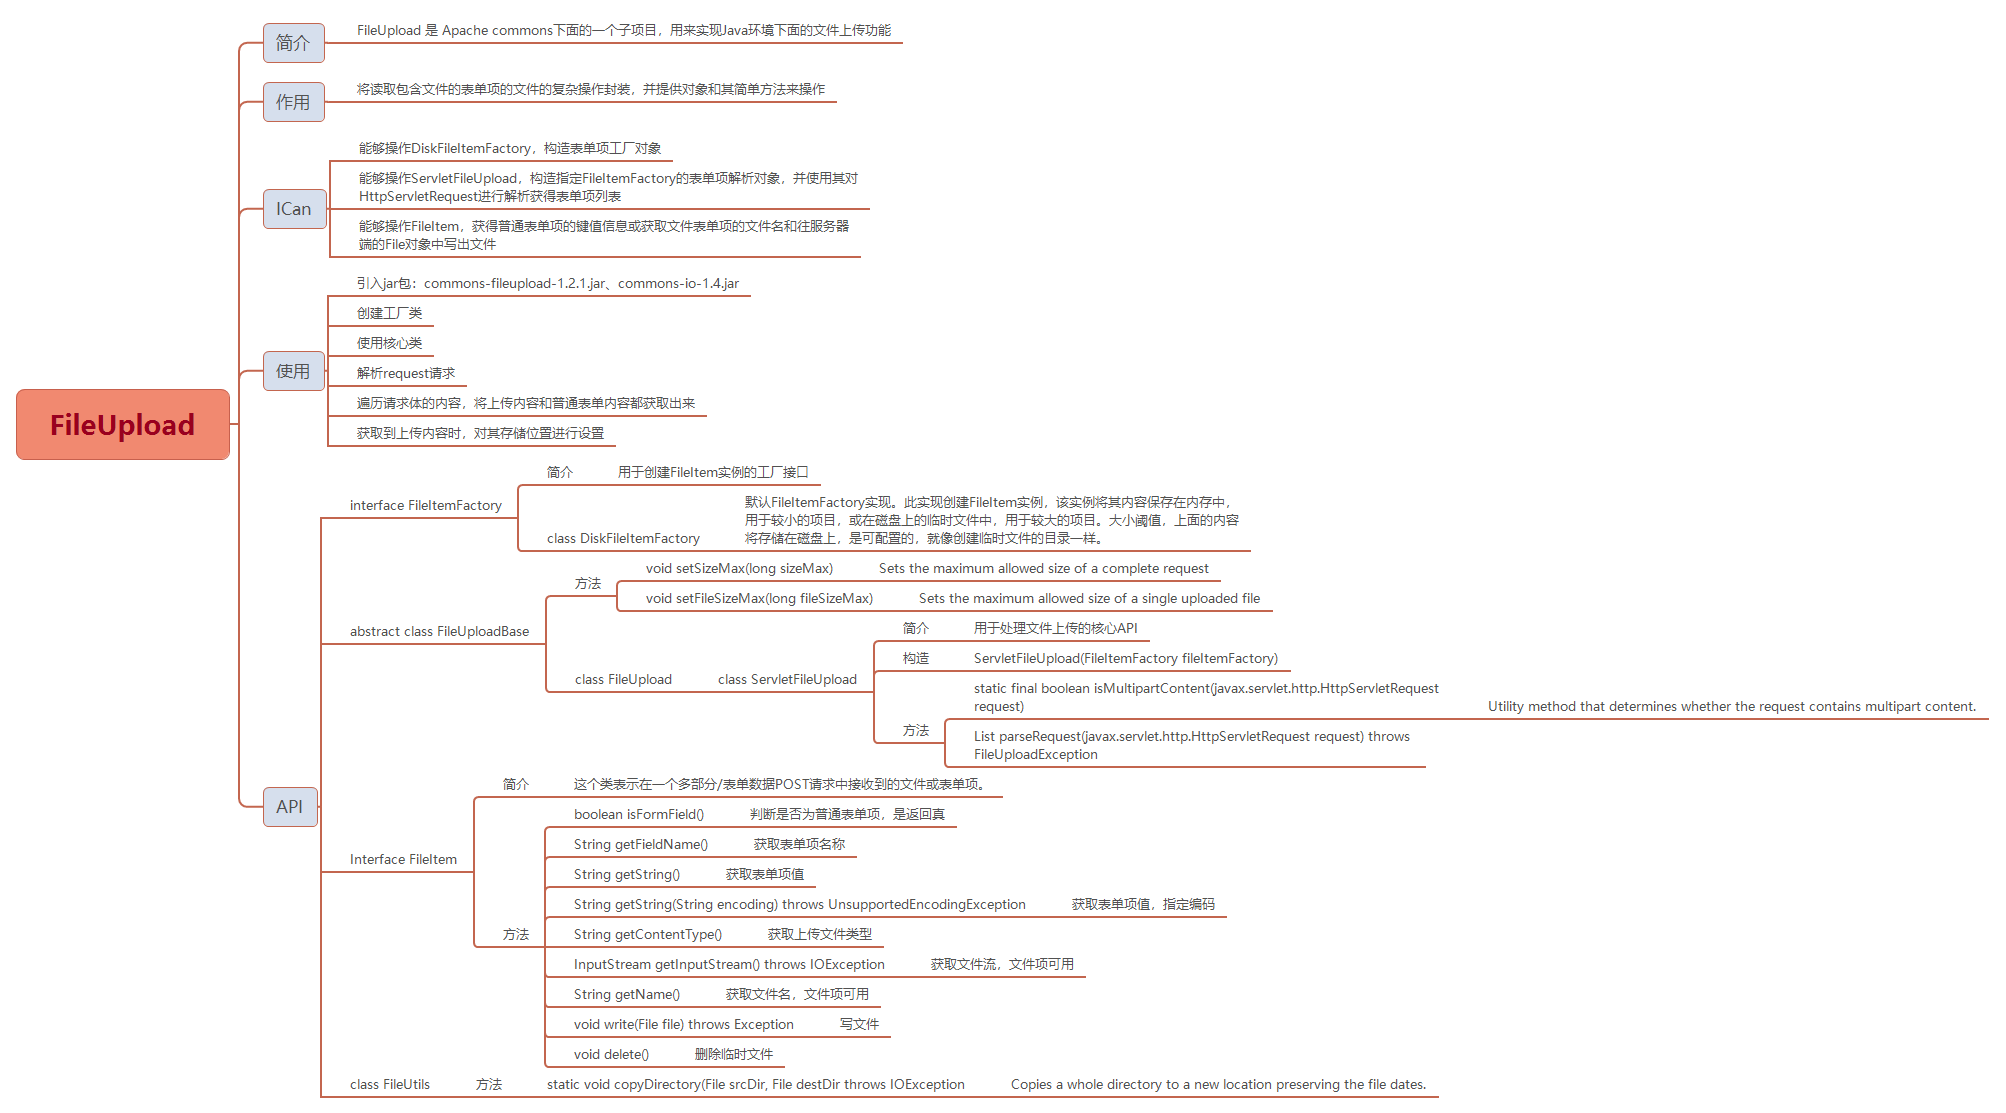 FileUpload
简介
FileUpload 是 Apache commons下面的一个子项目，用来实现Java环境下面的文件上传功能
作用
将读取包含文件的表单项的文件的复杂操作封装，并提供对象和其简单方法来操作
ICan
能够操作DiskFileItemFactory，构造表单项工厂对象
能够操作ServletFileUpload，构造指定FileItemFactory的表单项解析对象，并使用其对
HttpServletRequest进行解析获得表单项列表
能够操作FileItem，获得普通表单项的键值信息或获取文件表单项的文件名和往服务器
端的File对象中写出文件
使用
引入jar包：commons-fileupload-1.2.1.jar、commons-io-1.4.jar
创建工厂类
使用核心类
解析request请求
遍历请求体的内容，将上传内容和普通表单内容都获取出来
获取到上传内容时，对其存储位置进行设置
API
interface FileItemFactory
简介
用于创建FileItem实例的工厂接口
class DiskFileItemFactory
默认FileItemFactory实现。此实现创建FileItem实例，该实例将其内容保存在内存中，
用于较小的项目，或在磁盘上的临时文件中，用于较大的项目。大小阈值，上面的内容
将存储在磁盘上，是可配置的，就像创建临时文件的目录一样。
abstract class FileUploadBase
方法
void setSizeMax(long sizeMax)
Sets the maximum allowed size of a complete request
void setFileSizeMax(long fileSizeMax)
Sets the maximum allowed size of a single uploaded file
class FileUpload
class ServletFileUpload
简介
用于处理文件上传的核心API
构造
ServletFileUpload(FileItemFactory fileItemFactory)
方法
static final boolean isMultipartContent(javax.servlet.http.HttpServletRequest
request)
Utility method that determines whether the request contains multipart content.
List parseRequest(javax.servlet.http.HttpServletRequest request) throws
FileUploadException
Interface FileItem
简介
这个类表示在一个多部分/表单数据POST请求中接收到的文件或表单项。
方法
boolean isFormField()
判断是否为普通表单项，是返回真
String getFieldName()
获取表单项名称
String getString()
获取表单项值
String getString(String encoding) throws UnsupportedEncodingException
获取表单项值，指定编码
String getContentType()
获取上传文件类型
InputStream getInputStream() throws IOException
获取文件流，文件项可用
String getName()
获取文件名，文件项可用
void write(File file) throws Exception
写文件
void delete()
删除临时文件
class FileUtils
方法
static void copyDirectory(File srcDir, File destDir throws IOException
Copies a whole directory to a new location preserving the file dates.